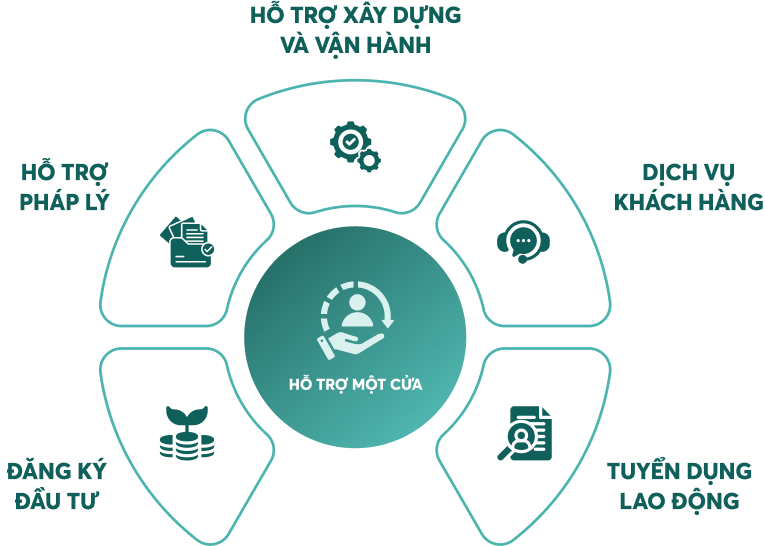 HỖ TRỢ XÂY DỰNG
VÀ VẬN HÀNH
HỖ TRỢ
PHÁP LÝ
DỊCH VỤ
KHÁCH HÀNG
HỖ TRỢ MỘT CỬA
ĐĂNG KÝ
ĐẦU TƯ
TUYỂN DỤNG
LAO ĐỘNG